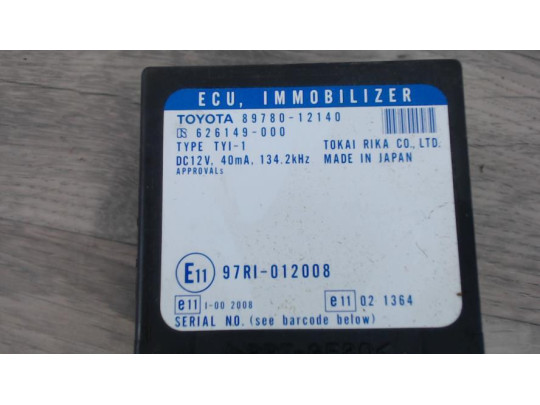 ECU, IMMOBILIZER
TOYOTA 89780-12140
626149-000
TYPE TYI-1 TOKAI RIKA CO., LTD.
DC12V, 40mA, 134.2kHz MADE IN JAPAN
APPROVALs
E11 97RI-012008
e11 I-00 2008 e11 02 1364
SERIAL NO. (see barcode below)